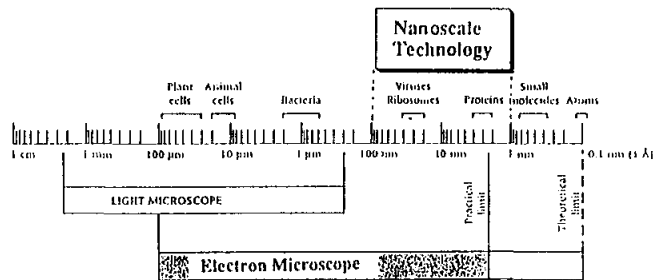 Nanoscale
Technology
Plant
cells
Animal
cells
Bacteria
Viruses
Ribosomes
Proteins
Small
molecules
Atoms
1 cm
1 mm
100 µm
10 µm
1 µm
100 nm
10 nm
1 nm
0.1 nm (1 Å)
LIGHT MICROSCOPE
Practical
limit
Theoretical
limit
Electron Microscope